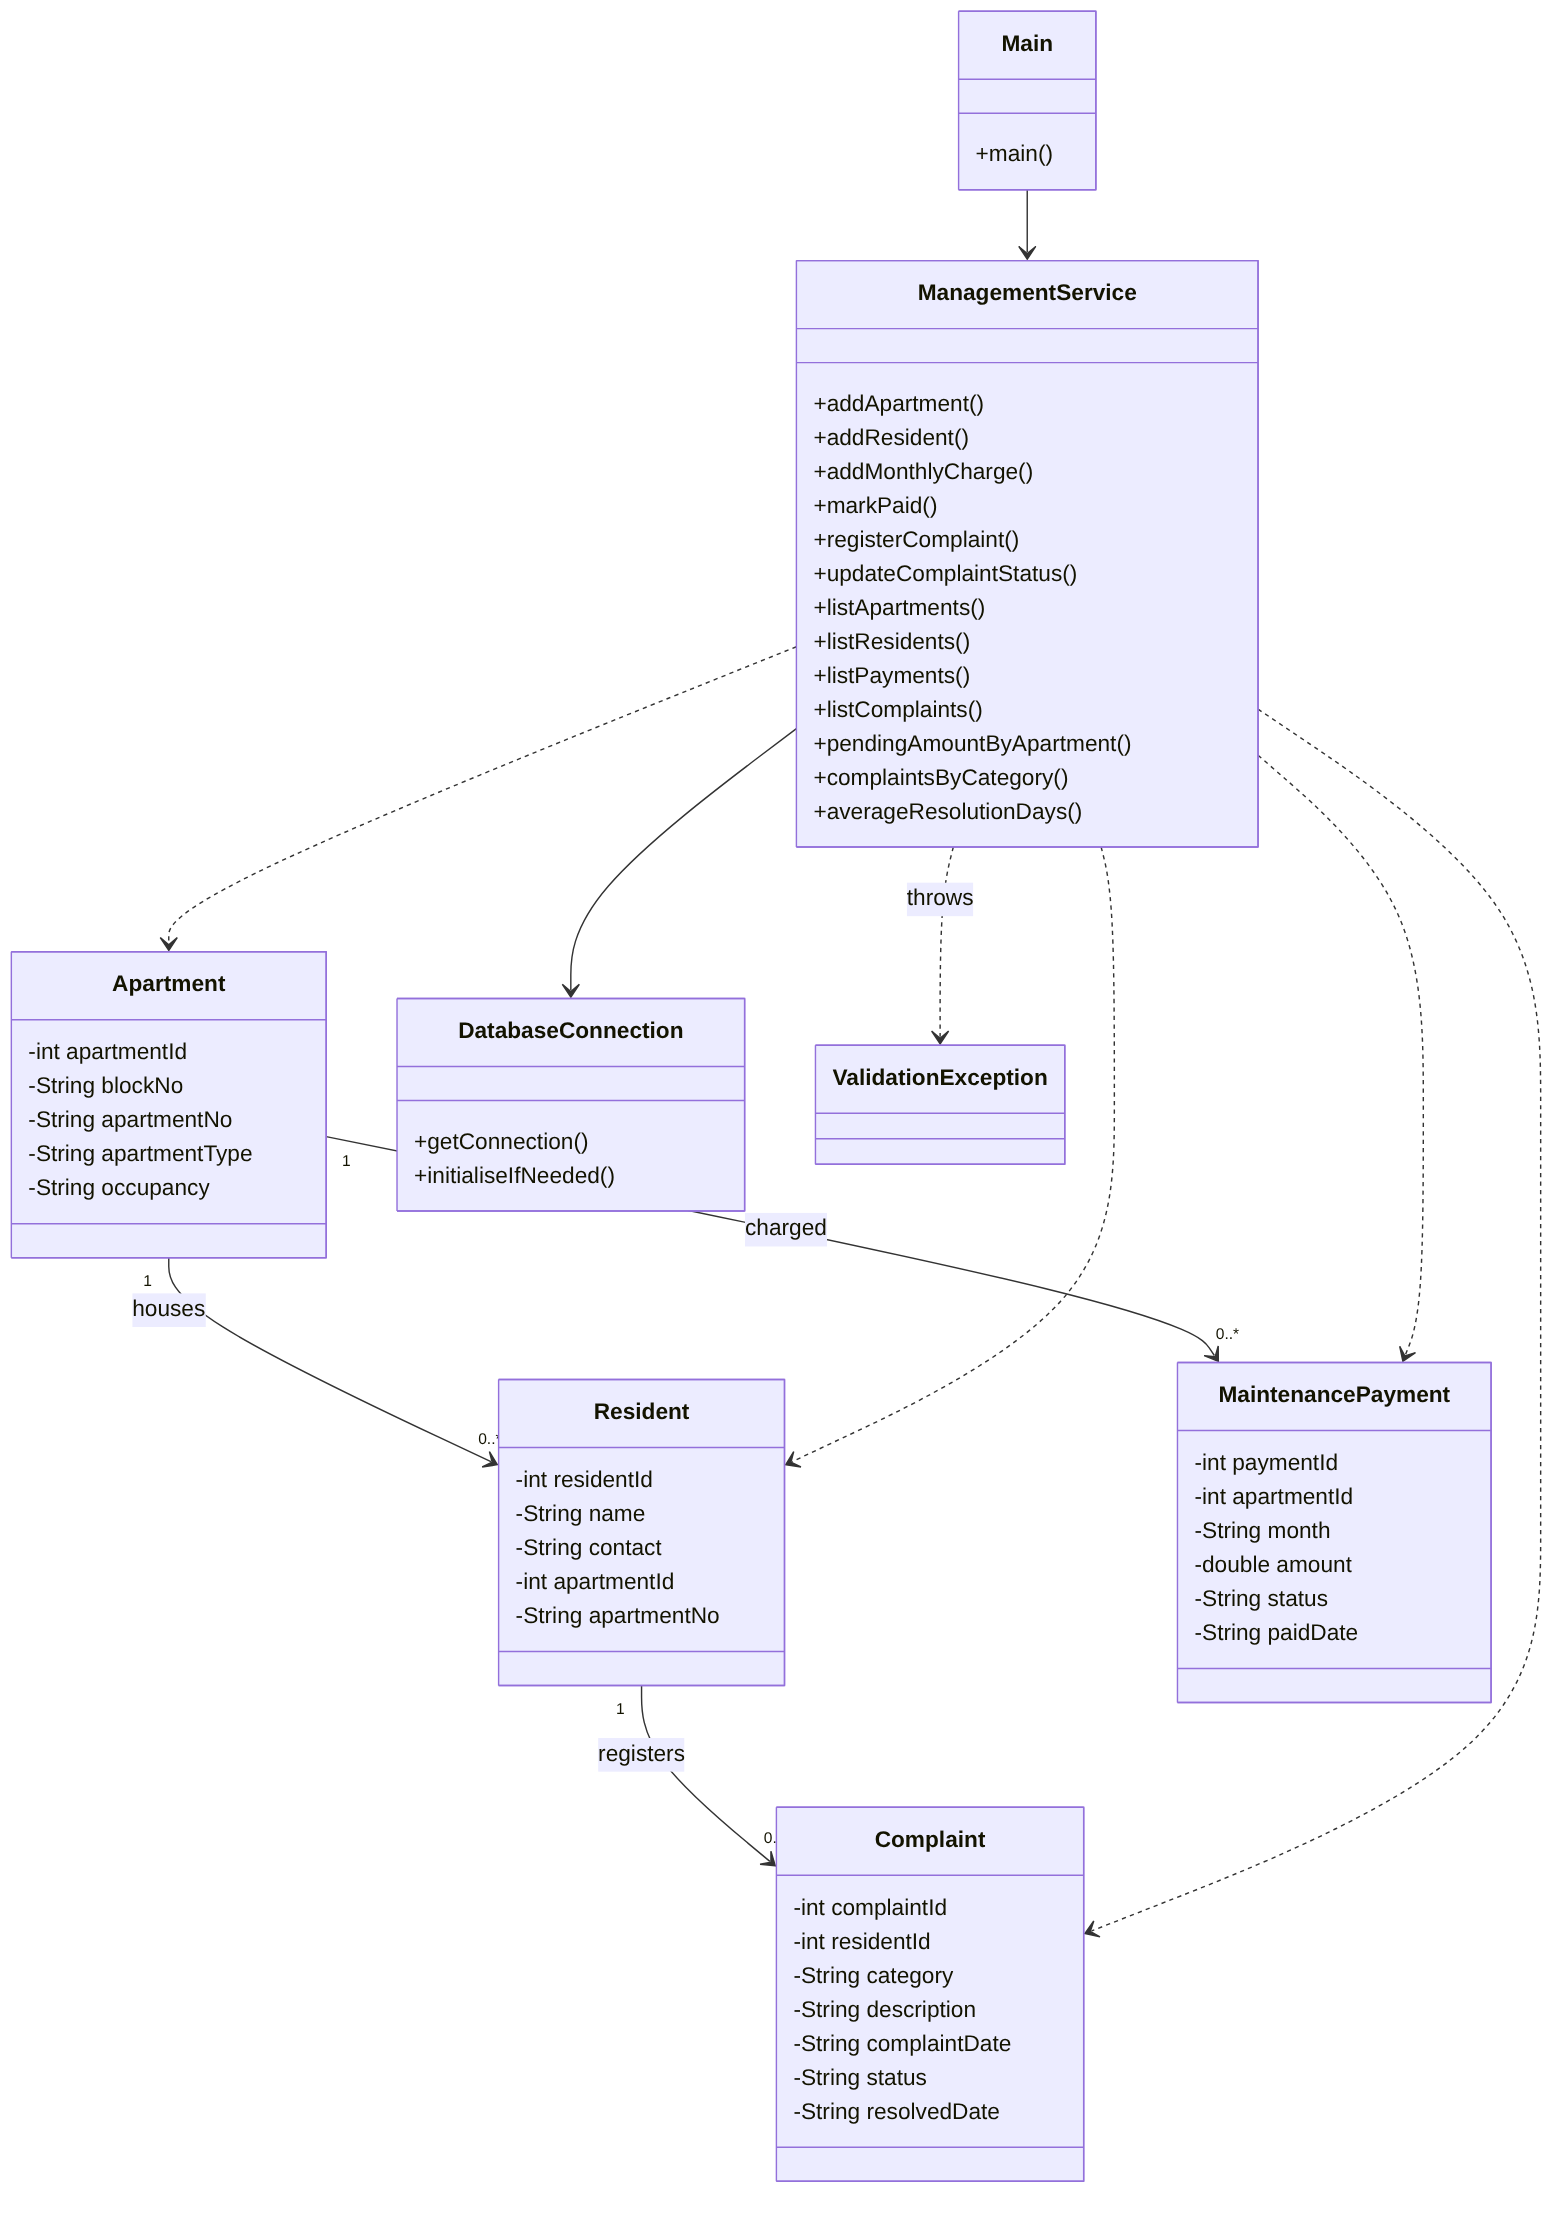 Main
+main()
ManagementService
+addApartment()
+addResident()
+addMonthlyCharge()
+markPaid()
+registerComplaint()
+updateComplaintStatus()
+listApartments()
+listResidents()
+listPayments()
+listComplaints()
+pendingAmountByApartment()
+complaintsByCategory()
+averageResolutionDays()
throws
Apartment
-int apartmentId
-String blockNo
-String apartmentNo
-String apartmentType
-String occupancy
1
1
DatabaseConnection
+getConnection()
+initialiseIfNeeded()
ValidationException
charged
0..*
houses
0..*
Resident
-int residentId
-String name
-String contact
-int apartmentId
-String apartmentNo
1
MaintenancePayment
-int paymentId
-int apartmentId
-String month
-double amount
-String status
-String paidDate
registers
0.
Complaint
-int complaintId
-int residentId
-String category
-String description
-String complaintDate
-String status
-String resolvedDate